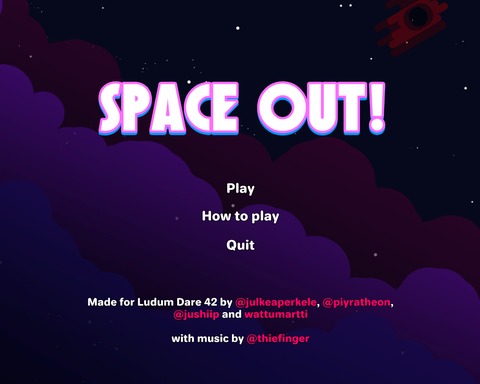 SPACE OUT!
Play
How to play
Quit
Made for Ludum Dare 42 by @julkeaperkele, @piyratheon,
@jushiip and wattumartti
with music by @thiefinger